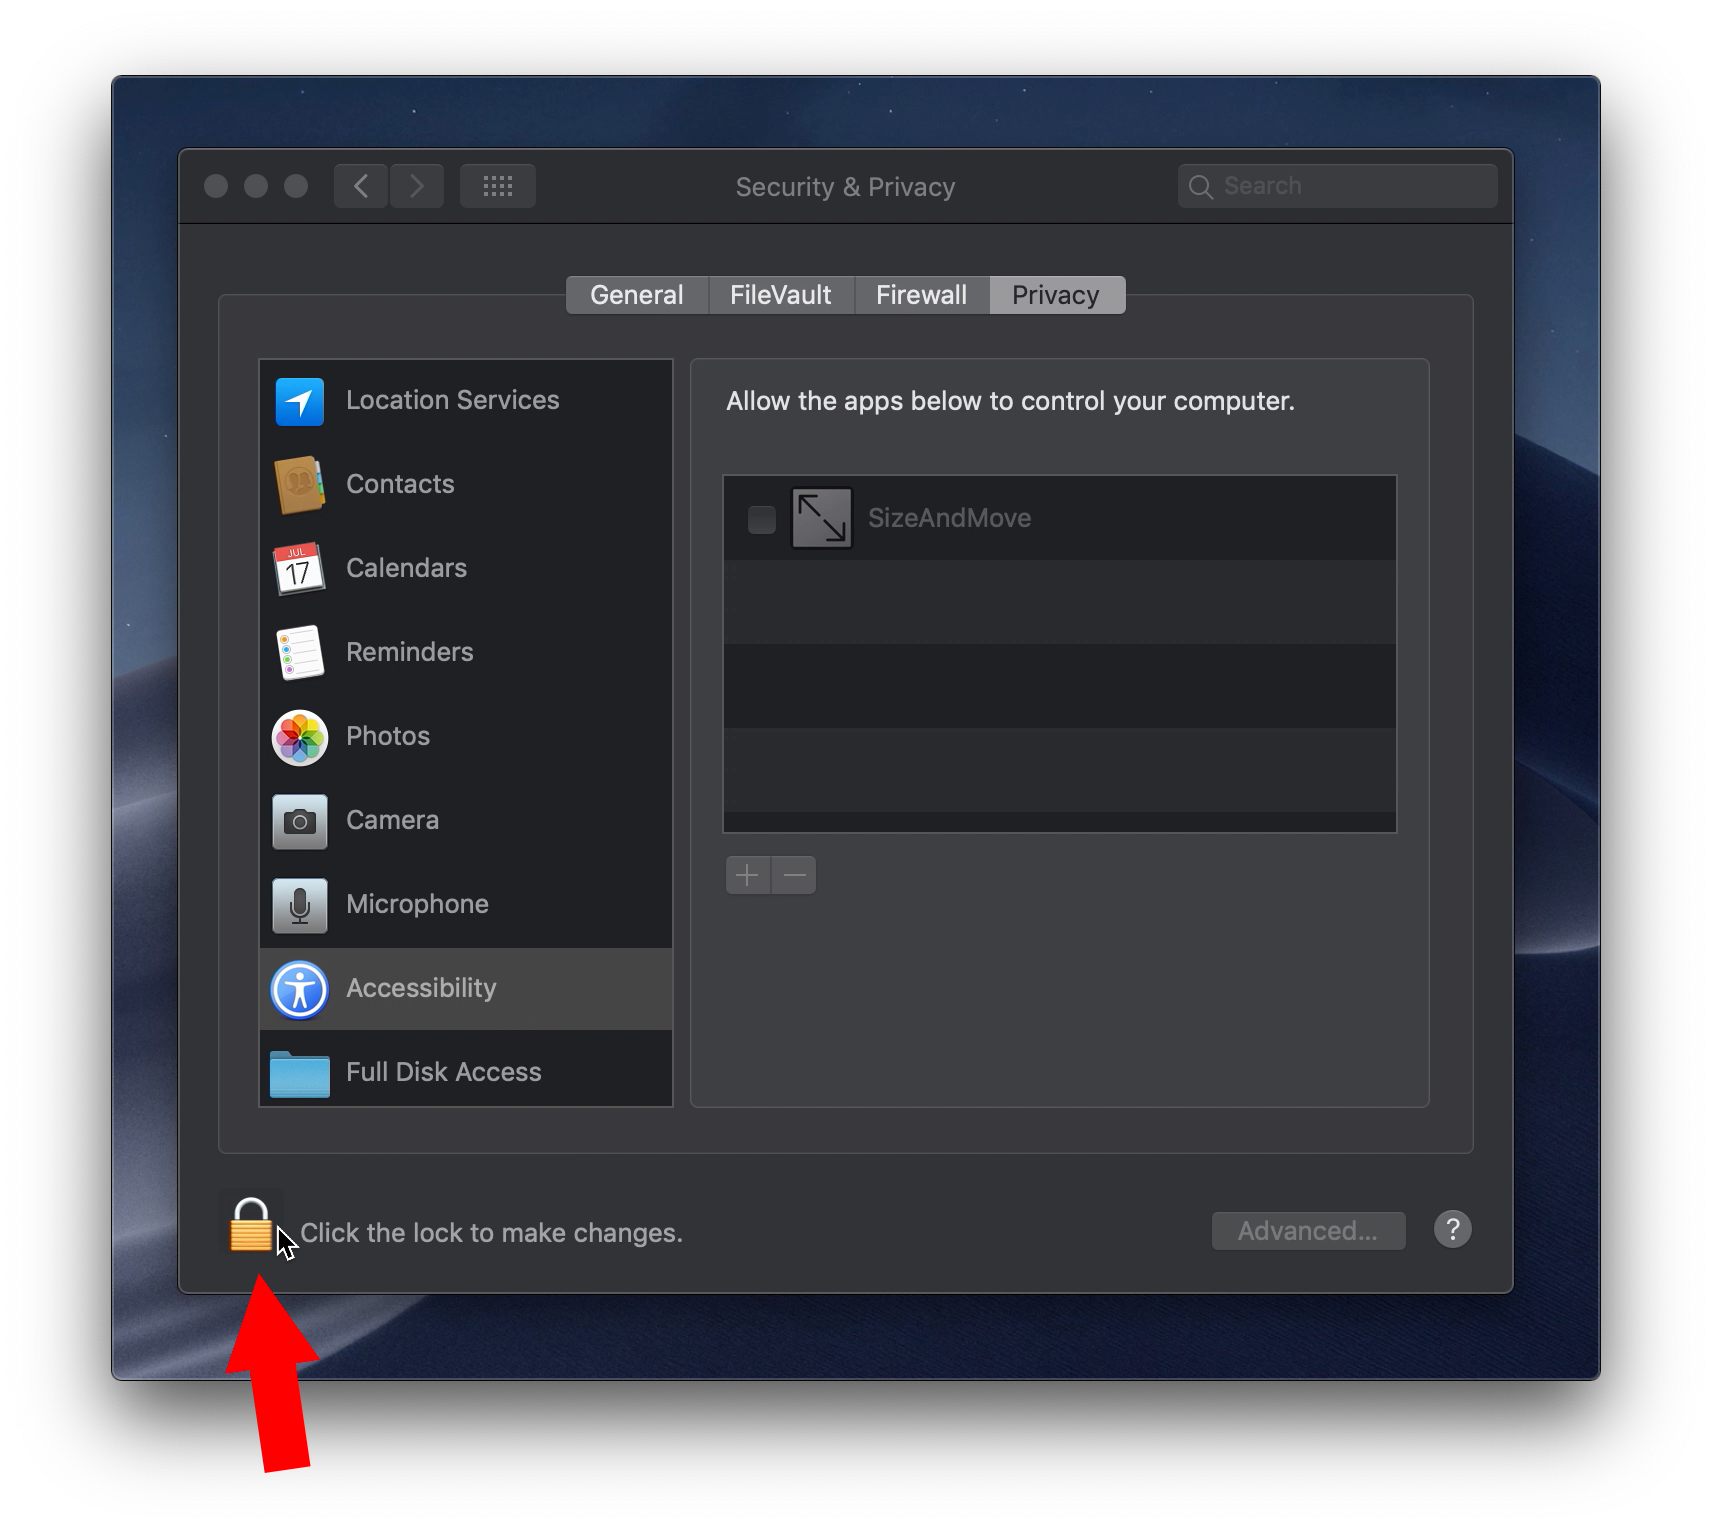 Security & Privacy
Search
General
FileVault
Firewall
Privacy
Location Services
Contacts
JUL
17
Calendars
Reminders
Photos
Camera
Microphone
Accessibility
Full Disk Access
Allow the apps below to control your computer.
SizeAndMove
Click the lock to make changes.
Advanced...
?